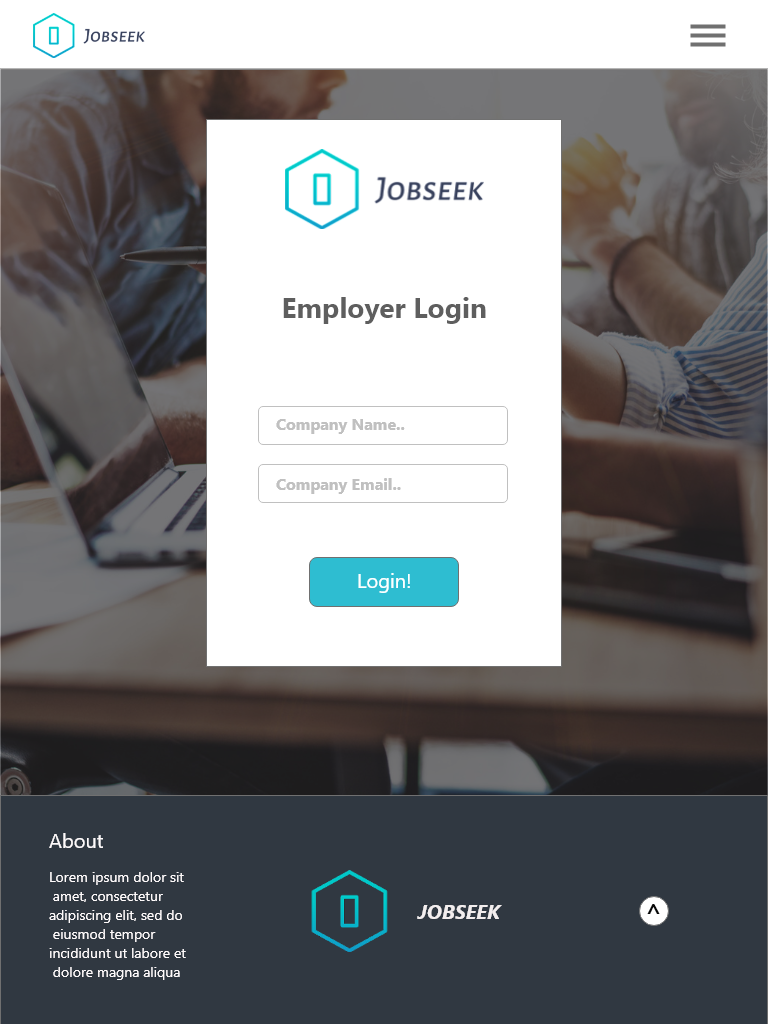 JOBSEEK
JOBSEEK
Employer Login
Company Name..
Company Email..
Login!
About
Lorem ipsum dolor sit
amet, consectetur
adipiscing elit, sed do
eiusmod tempor
incididunt ut labore et
dolore magna aliqua
JOBSEEK
^